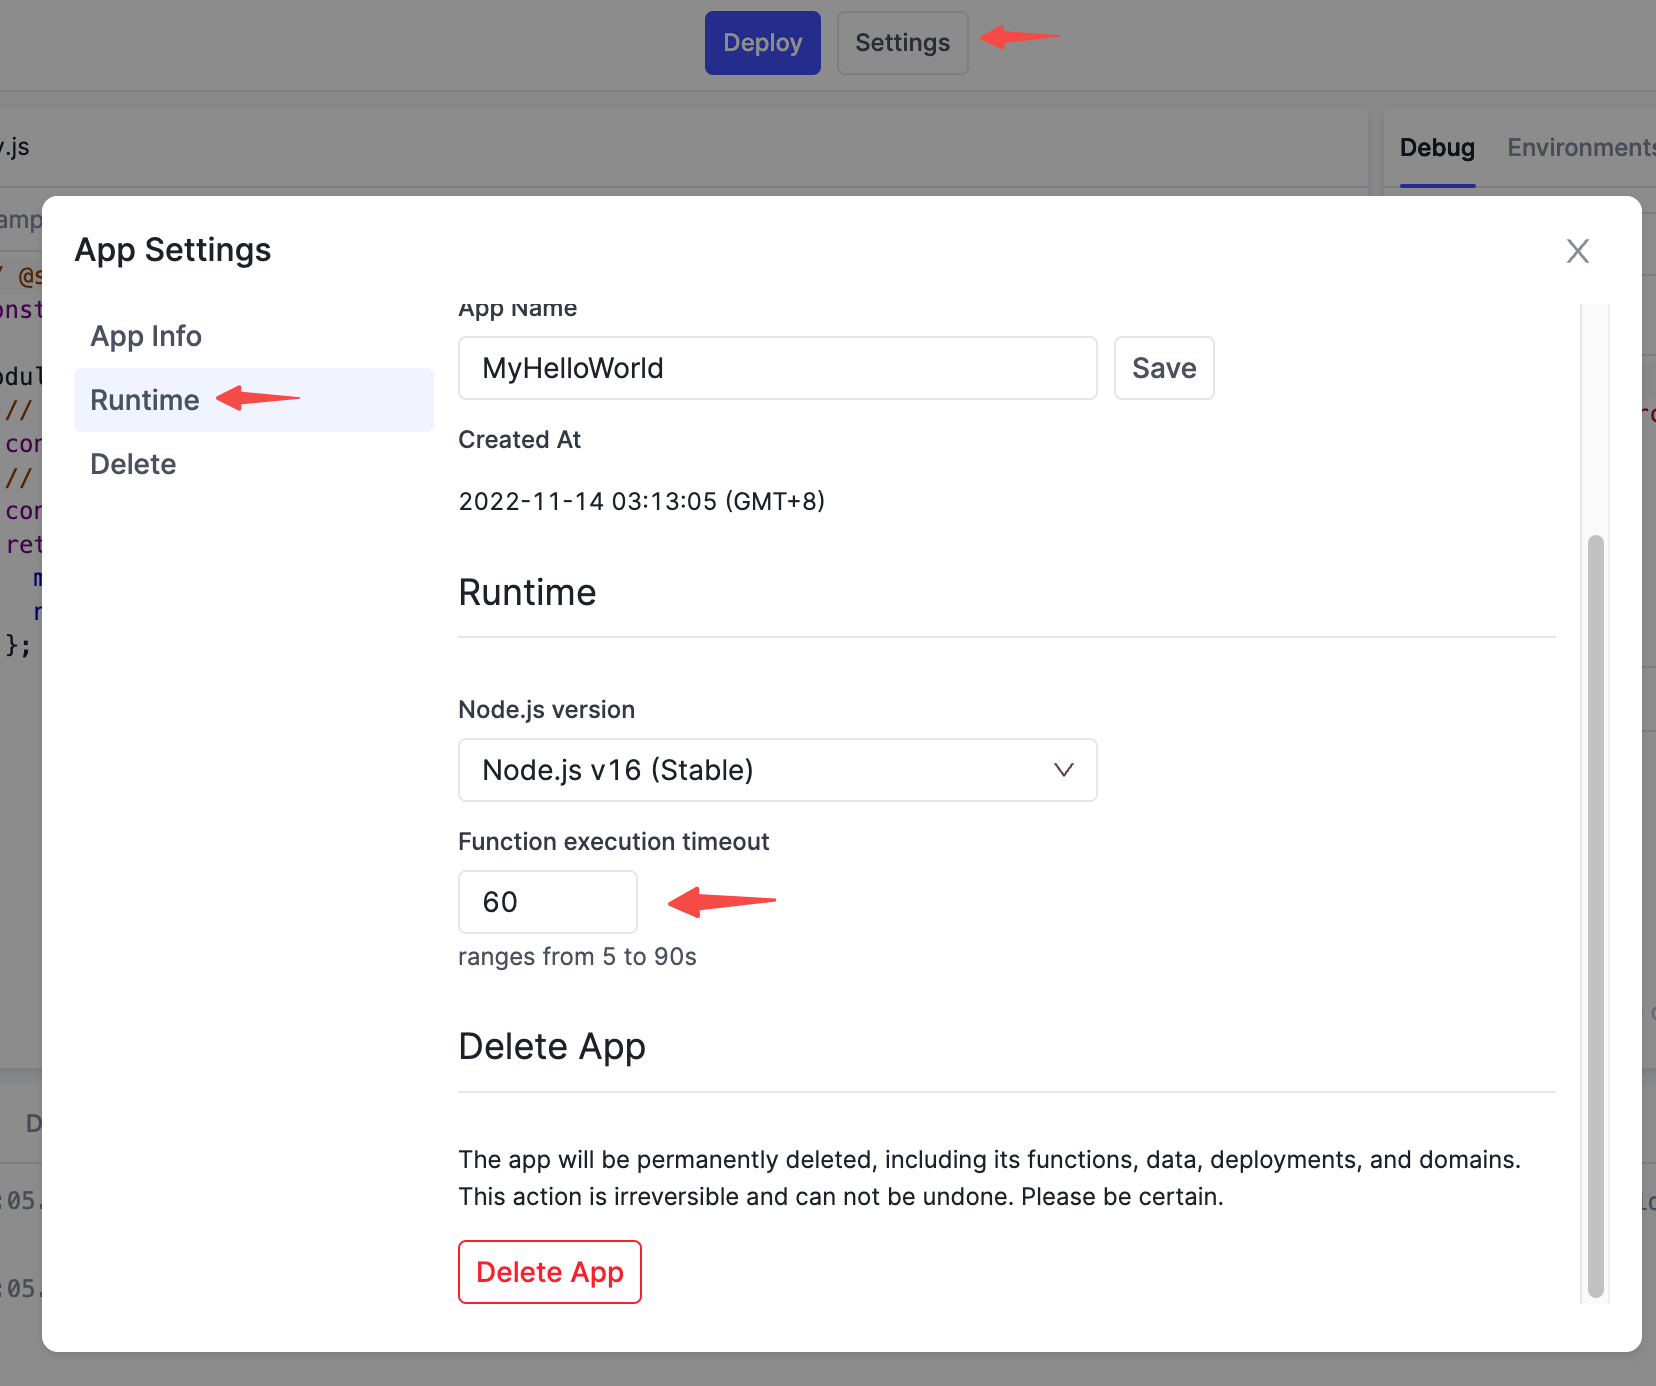 Deploy
Settings
.js
Debug
Environments
App Settings
App Info
Runtime
Delete
App Name
MyHelloWorld
Save
Created At
2022-11-14 03:13:05 (GMT+8)
Runtime
Node.js version
Node.js v16 (Stable)
Function execution timeout
60
ranges from 5 to 90s
Delete App
The app will be permanently deleted, including its functions, data, deployments, and domains.
This action is irreversible and can not be undone. Please be certain.
Delete App
//
//
};
:05.
:05.